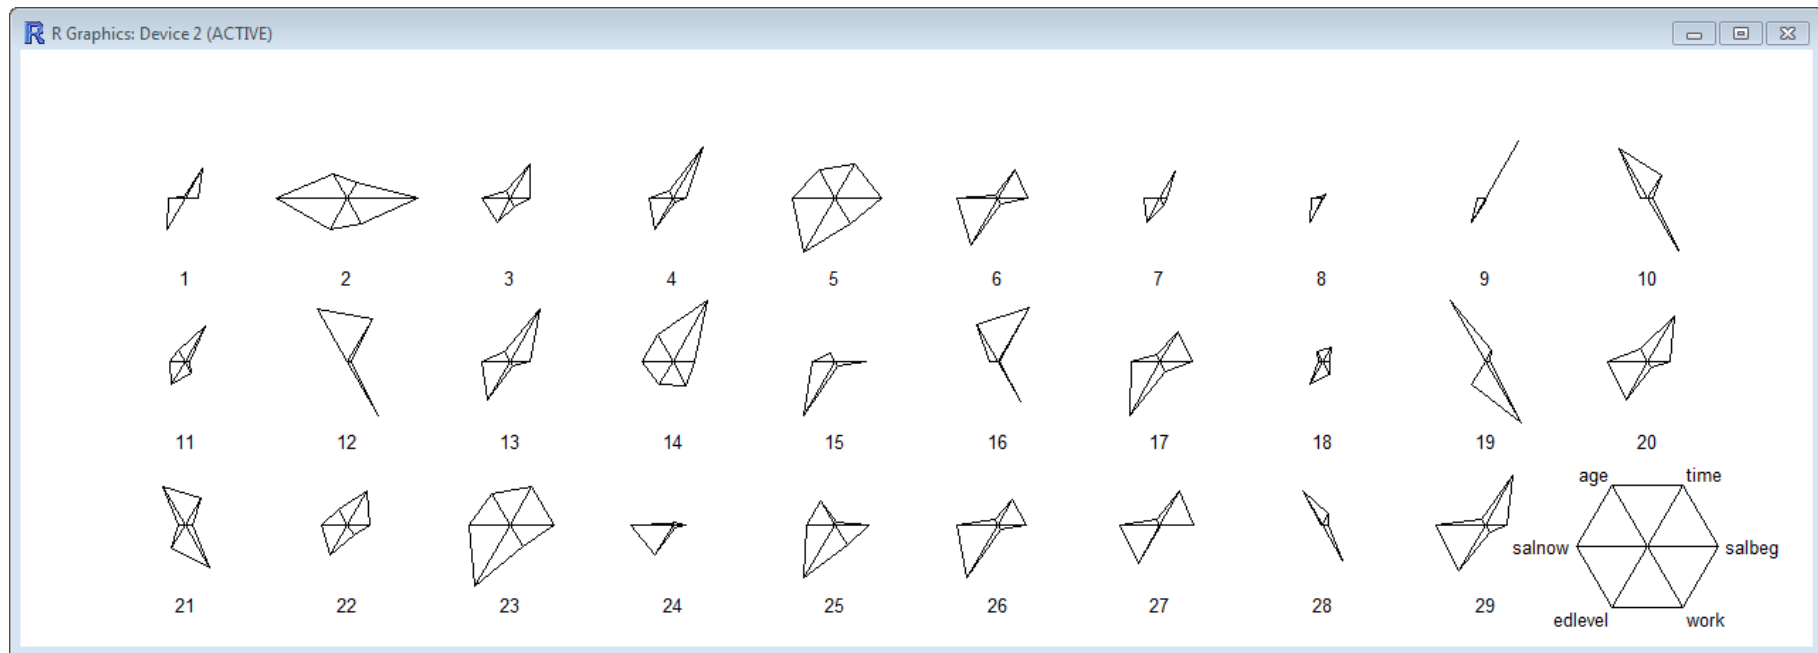 R R Graphics: Device 2 (ACTIVE)
1 2 3 4 5 6 7 8 9 10
11 12 13 14 15 16 17 18 19 20
age time
salnow salbeg
21 22 23 24 25 26 27 28 29
edlevel work